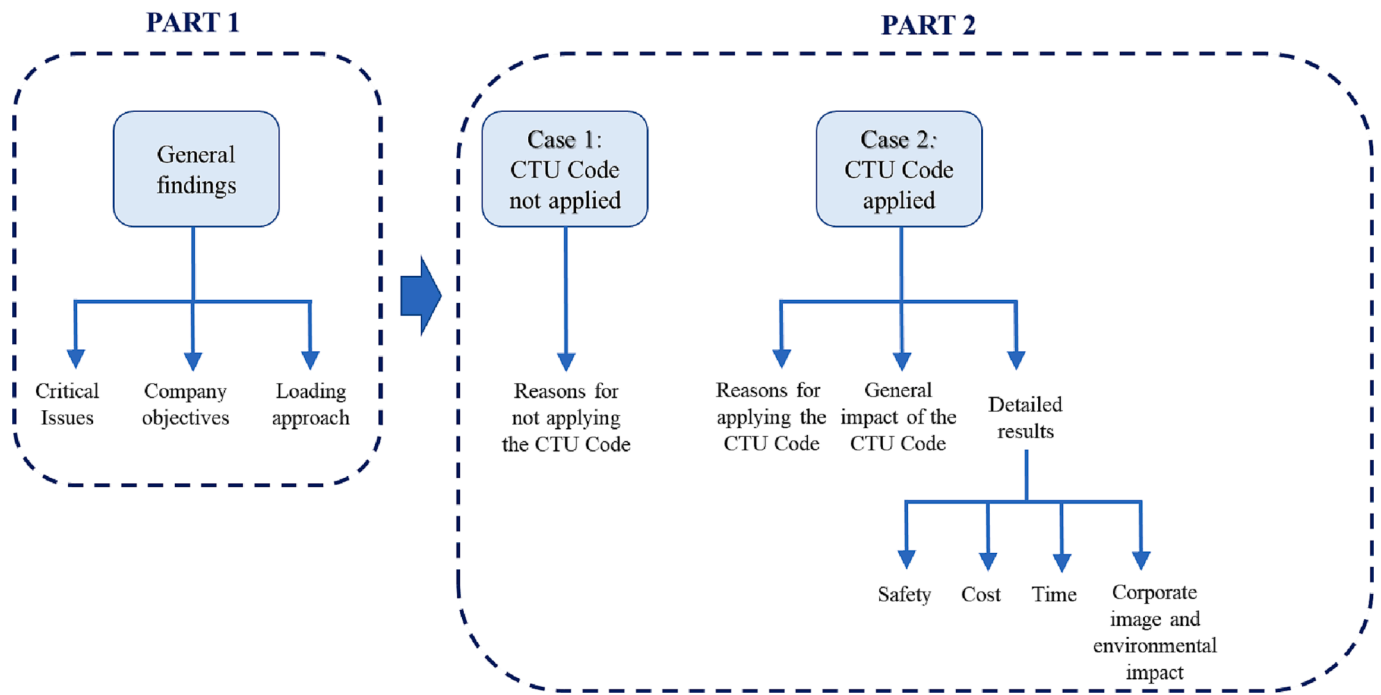 PART 1
General
findings
Critical
Issues
Company
objectives
Loading
approach
PART 2
Case 1:
CTU Code
not applied
Reasons for
not applying
the CTU Code
Case 2:
CTU Code
applied
Reasons for
applying the
CTU Code
General
impact of the
CTU Code
Detailed
results
Safety
Cost
Time
Corporate
image and
environmental
impact